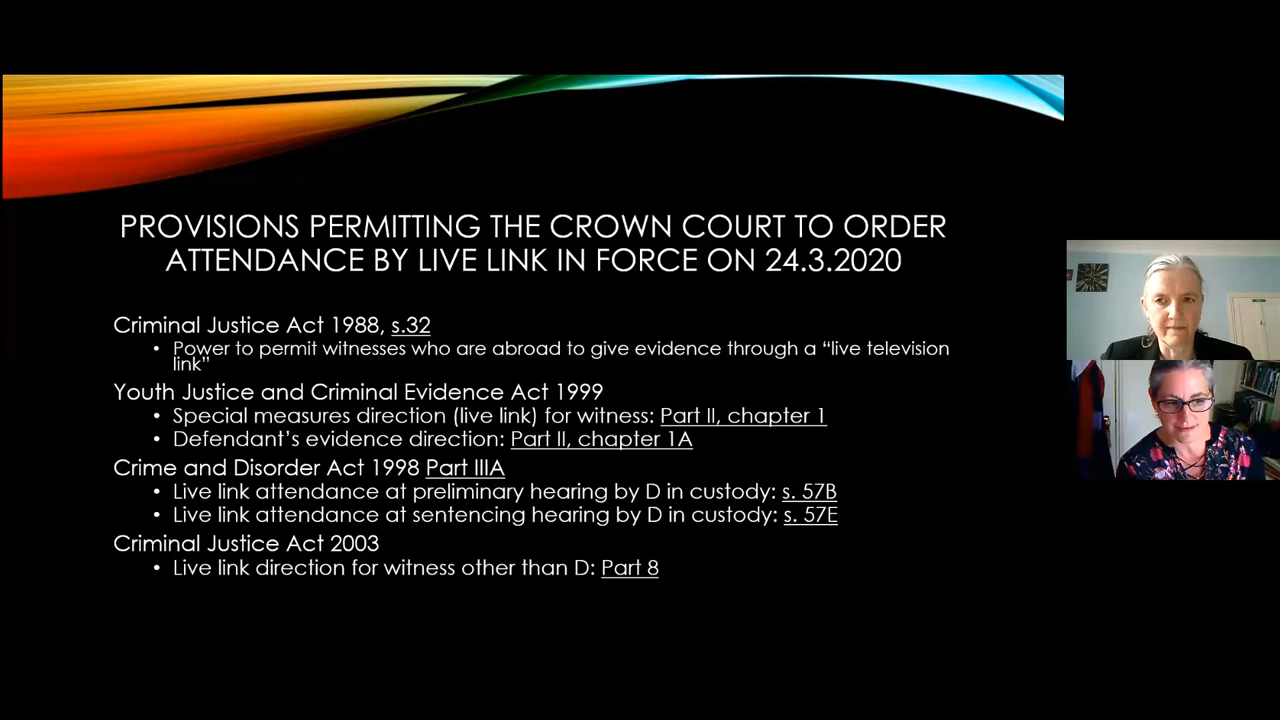 PROVISIONS PERMITTING THE CROWN COURT TO ORDER
ATTENDANCE BY LIVE LINK IN FORCE ON 24.3.2020
Criminal Justice Act 1988, s.32
• Power to permit witnesses who are abroad to give evidence through a “live television
link”
Youth Justice and Criminal Evidence Act 1999
• Special measures direction (live link) for witness: Part II, chapter 1
• Defendant’s evidence direction: Part II, chapter 1A
Crime and Disorder Act 1998 Part IIIA
• Live link attendance at preliminary hearing by D in custody: s. 57B
• Live link attendance at sentencing hearing by D in custody: s. 57E
Criminal Justice Act 2003
• Live link direction for witness other than D: Part 8